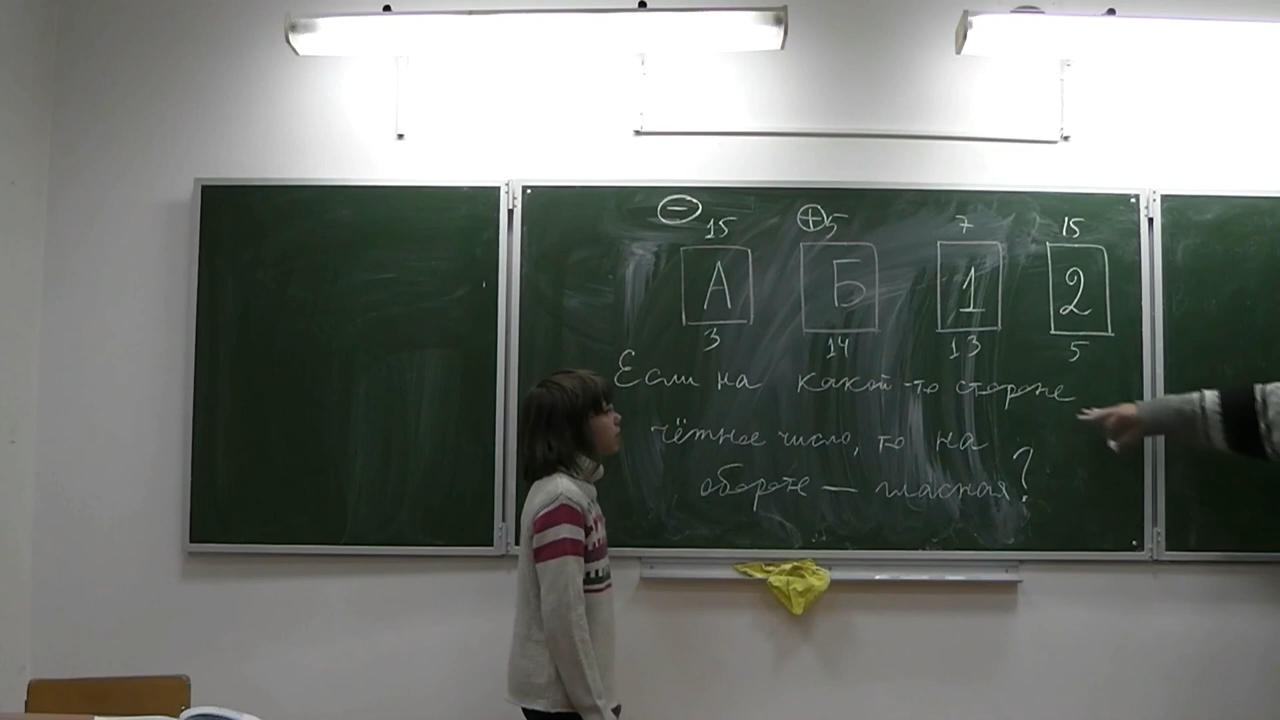 − 15 + 5 7 15
А Б 1 2
3 14 13 5
Если на какой-то стороне
чётное число, то на
обороте — гласная?